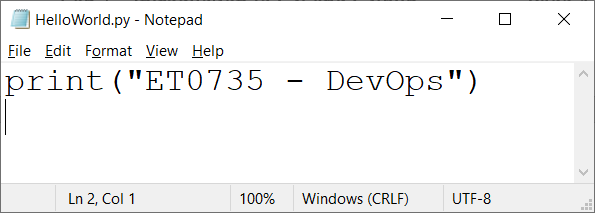 HelloWorld.py - Notepad
File Edit Format View Help
print("ET0735 - DevOps")
Ln 2, Col 1 100% Windows (CRLF) UTF-8